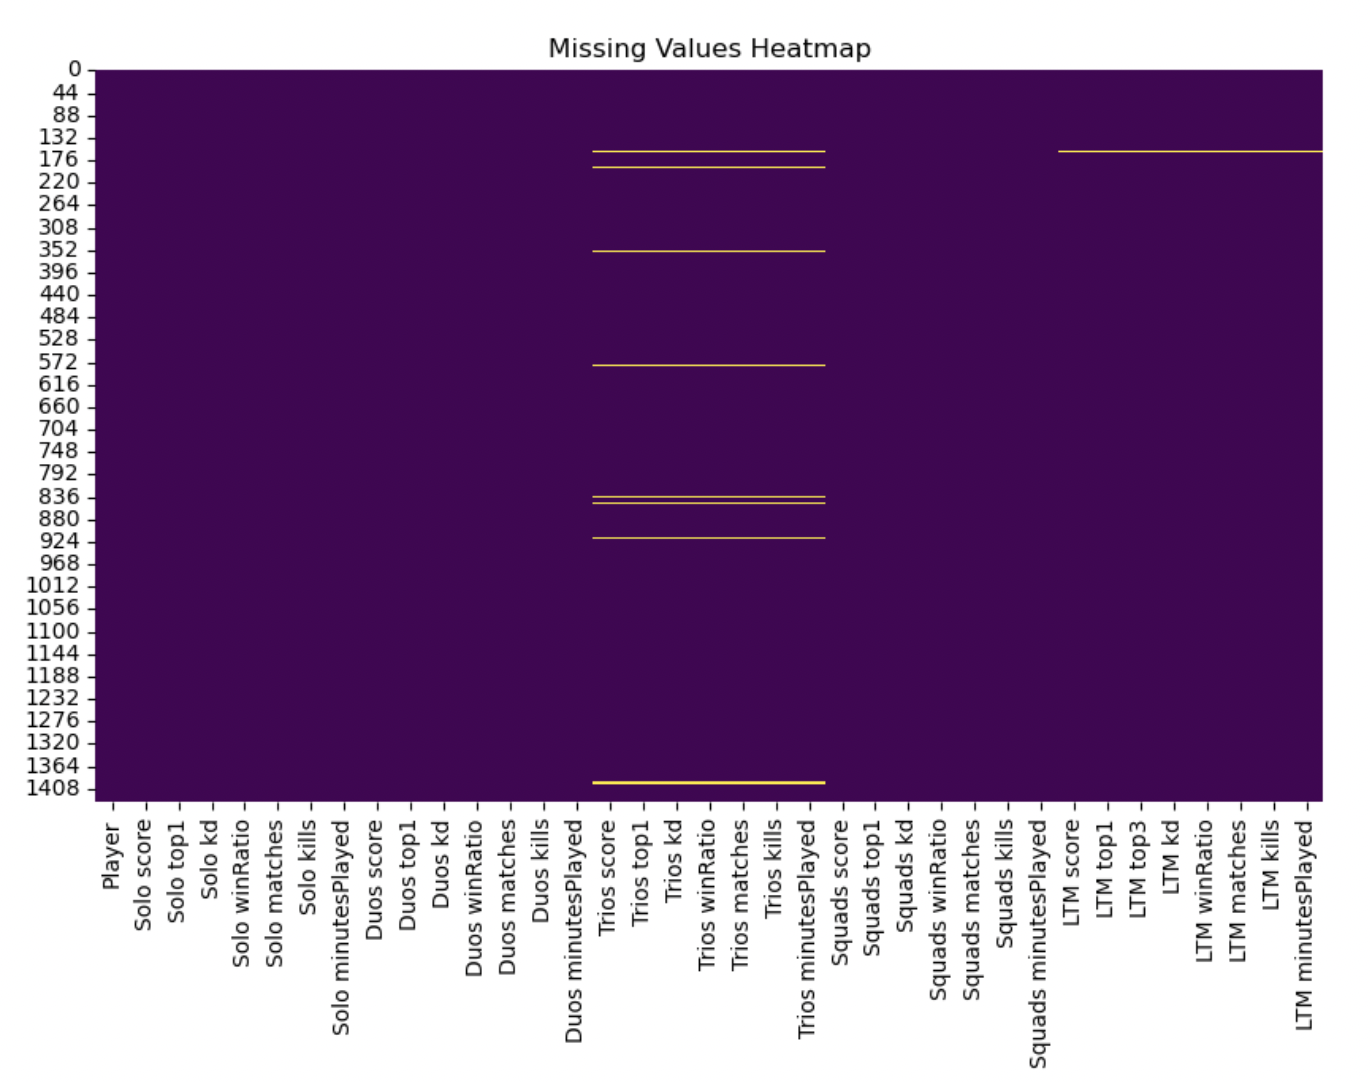 Missing Values Heatmap
0
44
88
132
176
220
264
308
352
396
440
484
528
572
616
660
704
748
792
836
880
924
968
1012
1056
1100
1144
1188
1232
1276
1320
1364
1408
Player
Solo score
Solo top1
Solo kd
Solo winRatio
Solo matches
Solo kills
Solo minutesPlayed
Duos score
Duos top1
Duos kd
Duos winRatio
Duos matches
Duos kills
Duos minutesPlayed
Trios score
Trios top1
Trios kd
Trios winRatio
Trios matches
Trios kills
Trios minutesPlayed
Squads score
Squads top1
Squads kd
Squads winRatio
Squads matches
Squads kills
Squads minutesPlayed
LTM score
LTM top1
LTM top3
LTM kd
LTM winRatio
LTM matches
LTM kills
LTM minutesPlayed